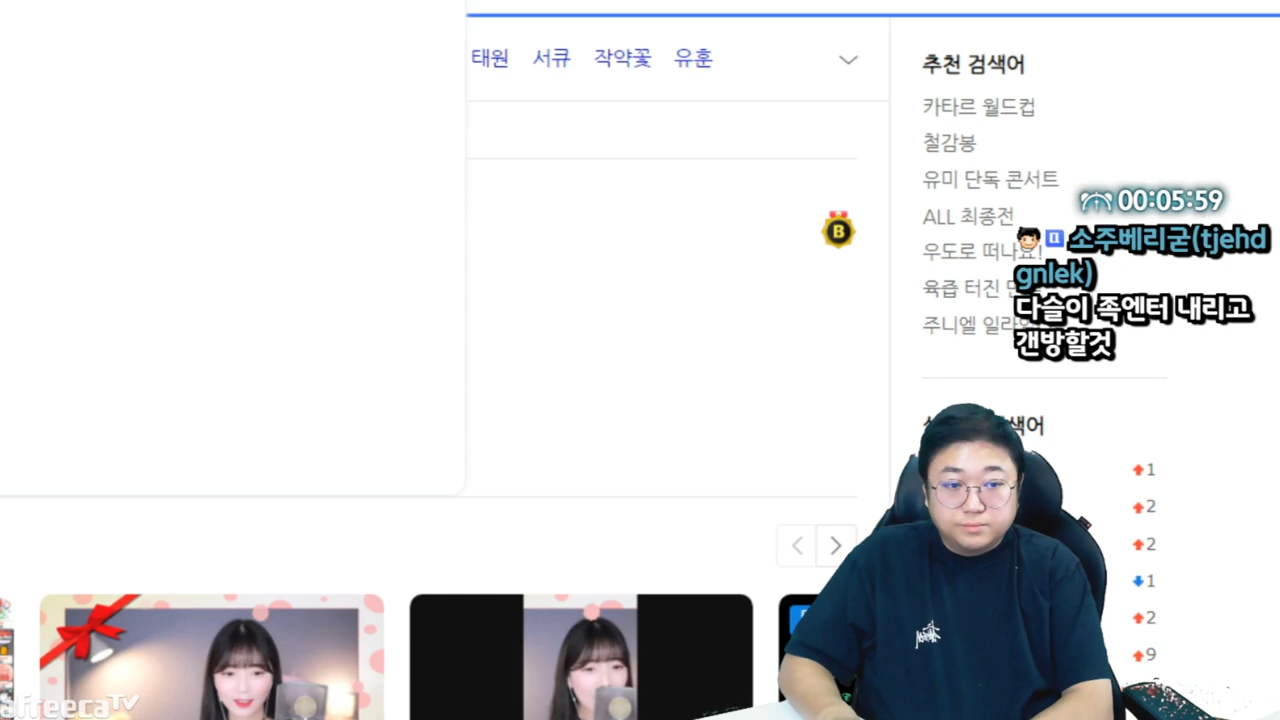 태원 서큐 작약꽃 유훈
추천 검색어
카타르 월드컵
철감봉
유미 단독 콘서트
ALL 최종전
우도로 떠나요!
육즙 터진
주니엘
00:05:59
소주베리굳(tjehd
gnlek)
다슬이 족엔터 내리고
갠방할것
B
색어
1
2
2
1
2
9
afreecaTV